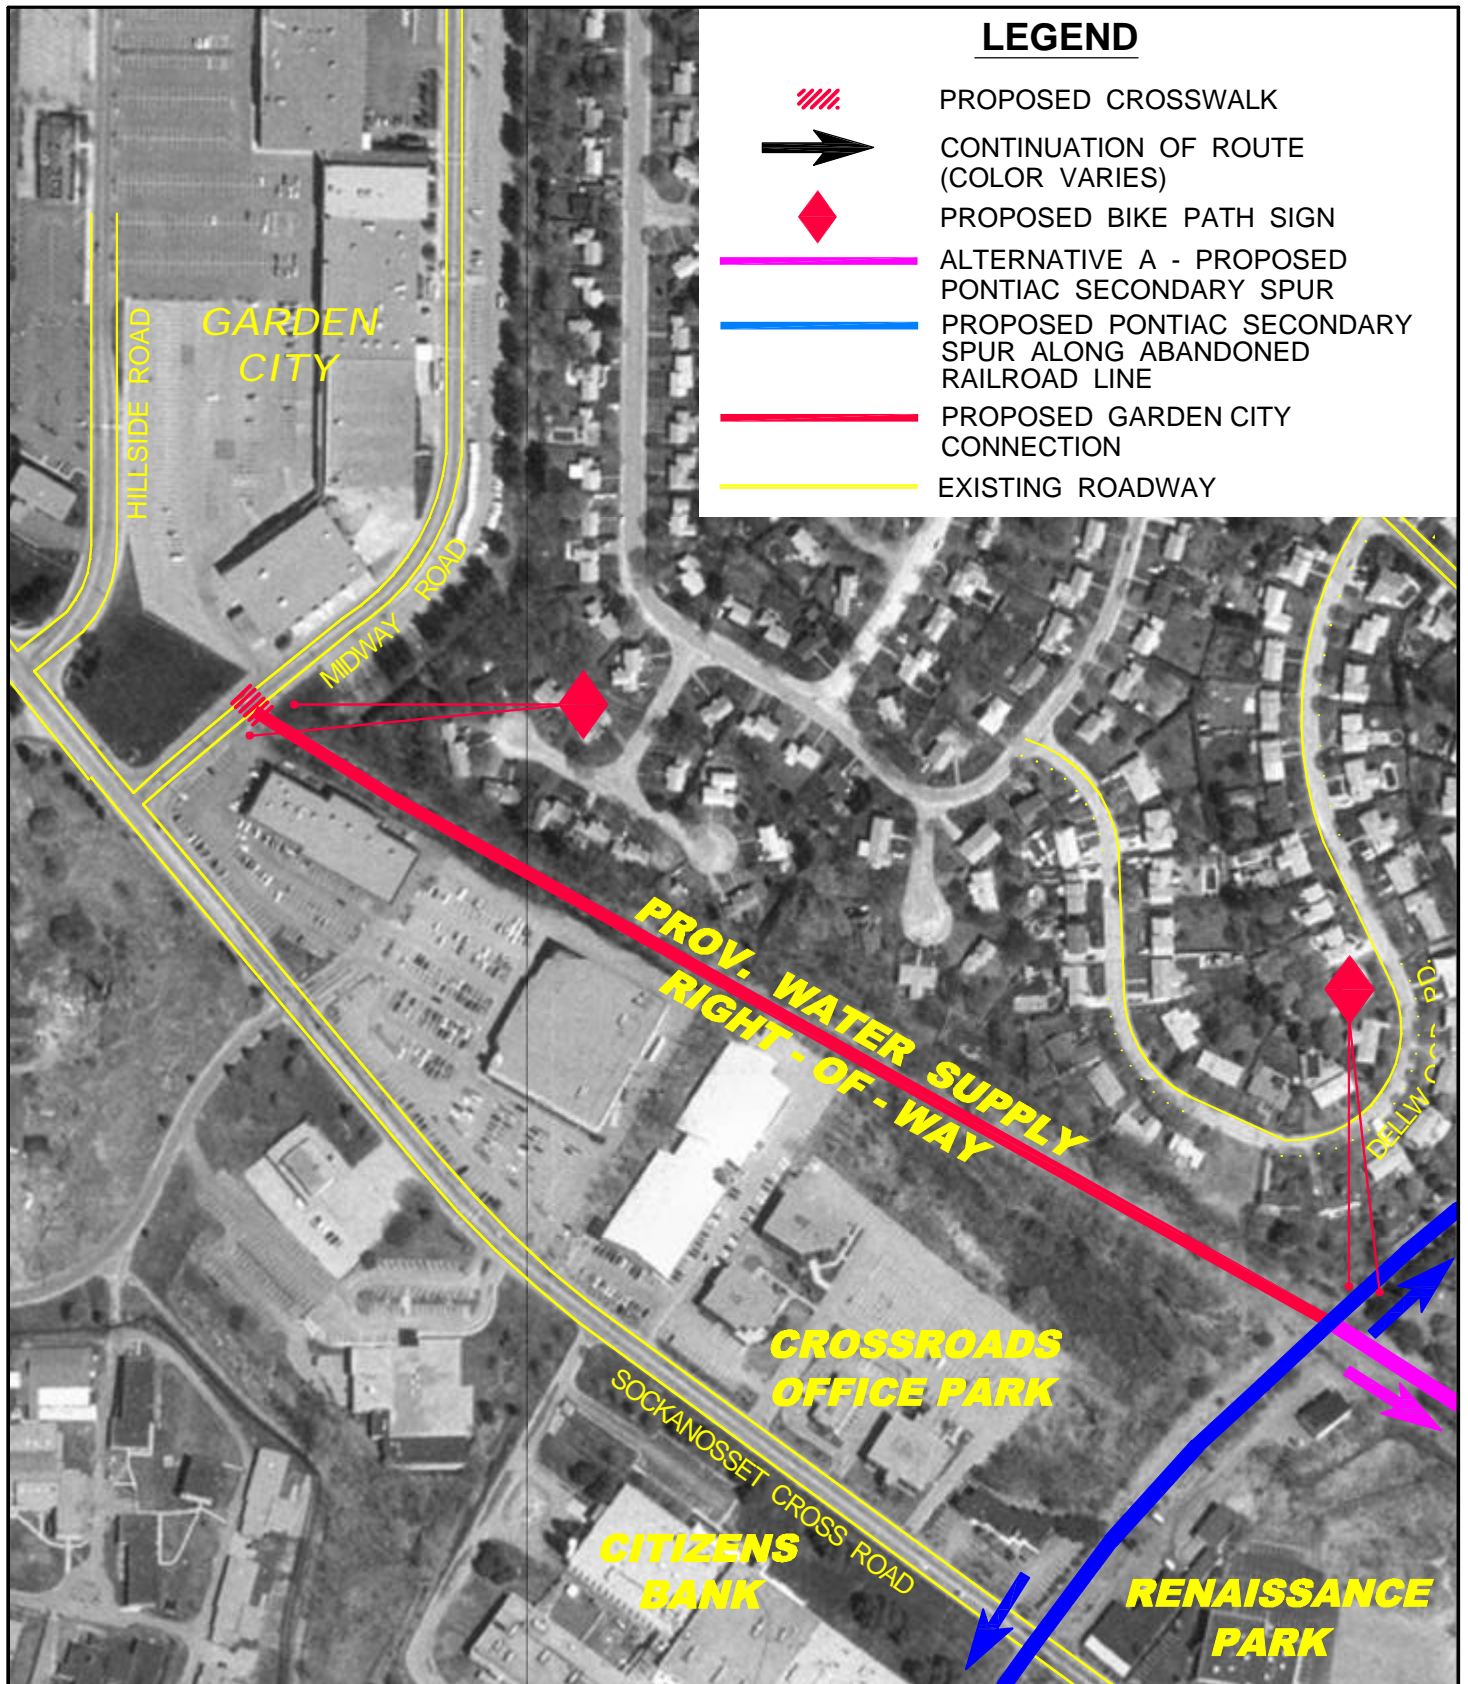 LEGEND
PROPOSED CROSSWALK
CONTINUATION OF ROUTE
(COLOR VARIES)
PROPOSED BIKE PATH SIGN
ALTERNATIVE A - PROPOSED
PONTIAC SECONDARY SPUR
PROPOSED PONTIAC SECONDARY
SPUR ALONG ABANDONED
RAILROAD LINE
PROPOSED GARDEN CITY
CONNECTION
EXISTING ROADWAY
GARDEN
CITY
HILLSIDE ROAD
MIDWAY ROAD
PROV. WATER SUPPLY
RIGHT - OF - WAY
CROSSROADS
OFFICE PARK
SOCKANOSSET CROSS ROAD
CITIZENS
BANK
RENAISSANCE
PARK